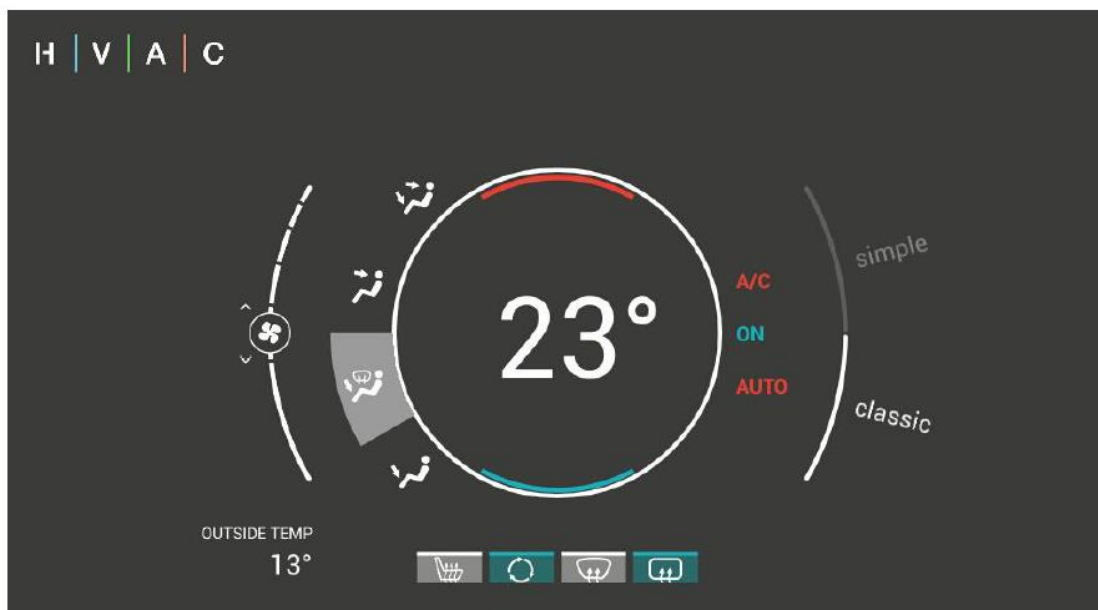 H | V | A | C
simple
A/C
23°
ON
AUTO
classic
OUTSIDE TEMP
13°